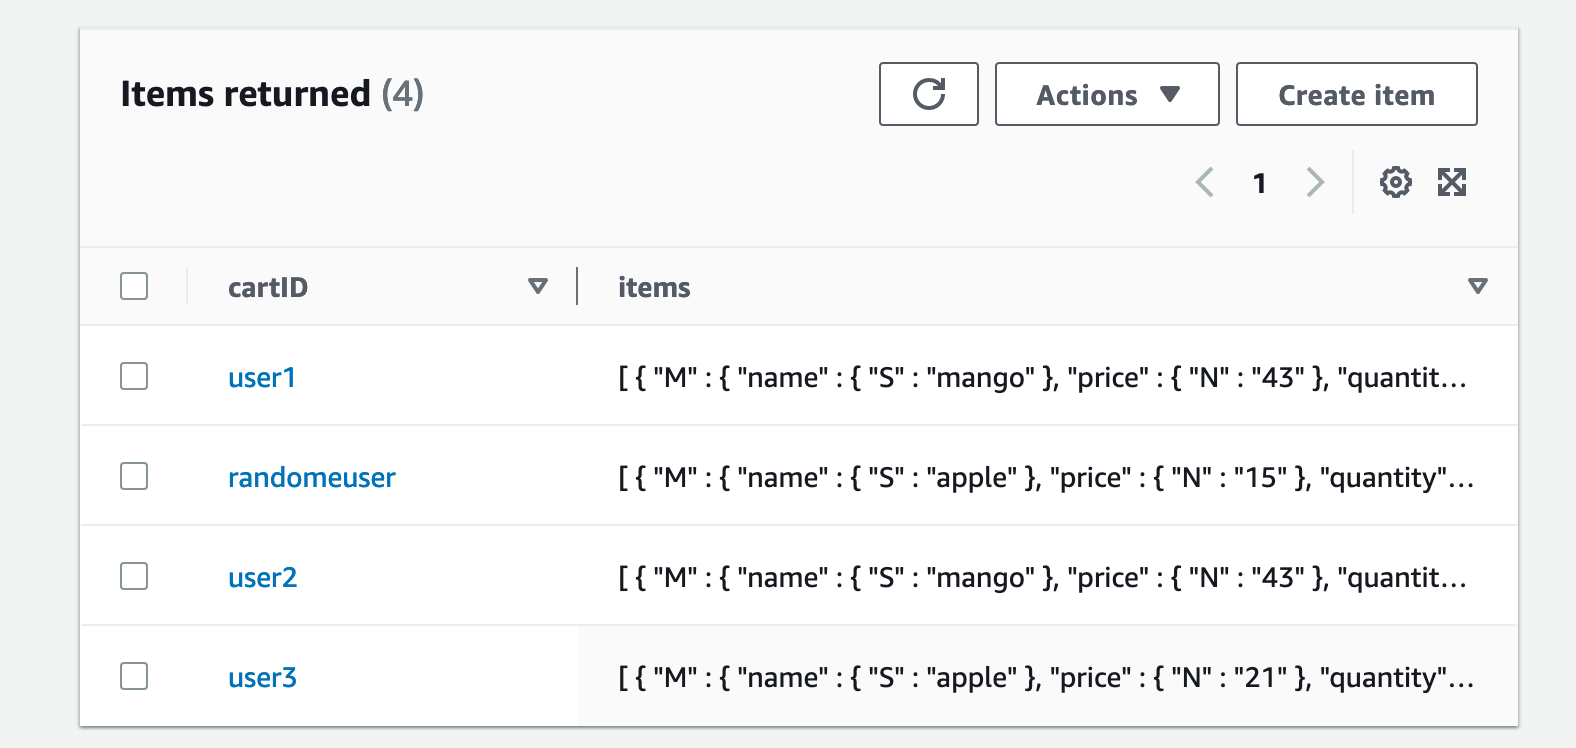 Items returned (4)
Actions
Create item
1
cartID
items
user1
[ { "M" : { "name" : { "S" : "mango" }, "price" : { "N" : "43" }, "quantit...
randomeuser
[ { "M" : { "name" : { "S" : "apple" }, "price" : { "N" : "15" }, "quantity"...
user2
[ { "M" : { "name" : { "S" : "mango" }, "price" : { "N" : "43" }, "quantit...
user3
[ { "M" : { "name" : { "S" : "apple" }, "price" : { "N" : "21" }, "quantity"...